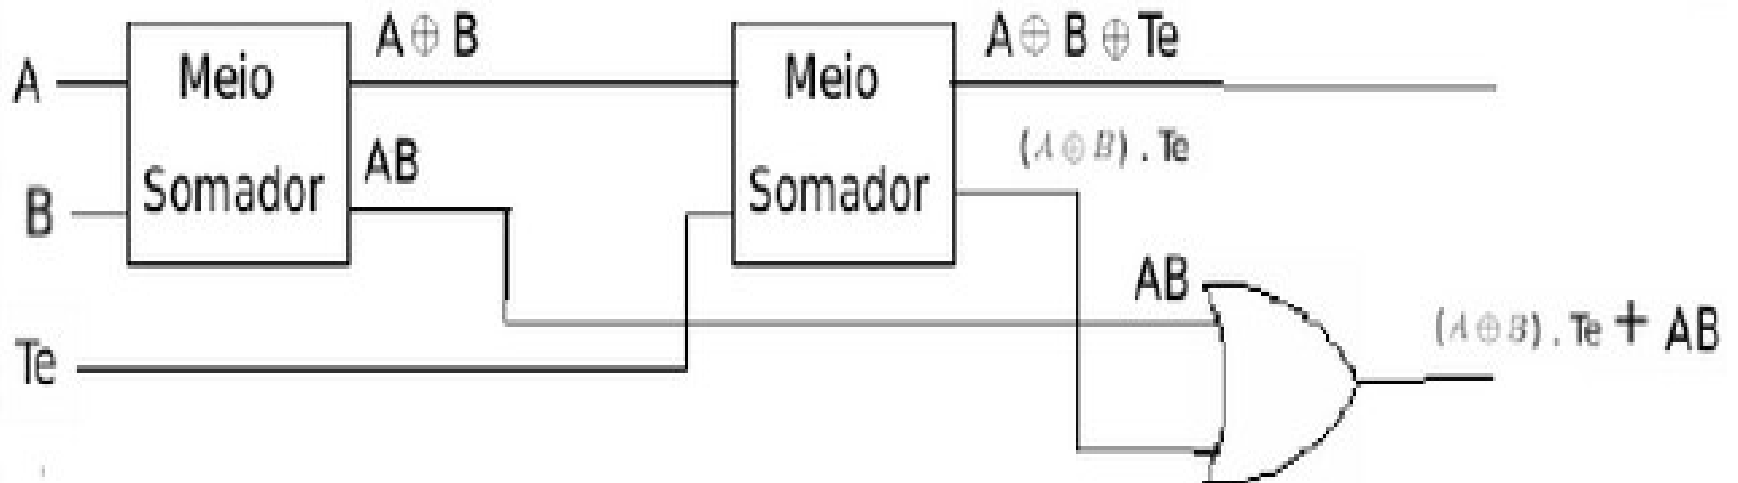 A
B
Te
Meio
Somador
A ⊕ B
AB
Meio
Somador
A ⊕ B ⊕ Te
(A ⊕ B) . Te
AB
(A ⊕ B) . Te + AB